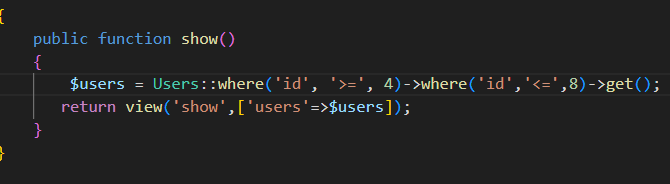 {
public function show()
{
$users = Users::where('id', '>=', 4)->where('id','<=',8)->get();
return view('show',['users'=>$users]);
}
}